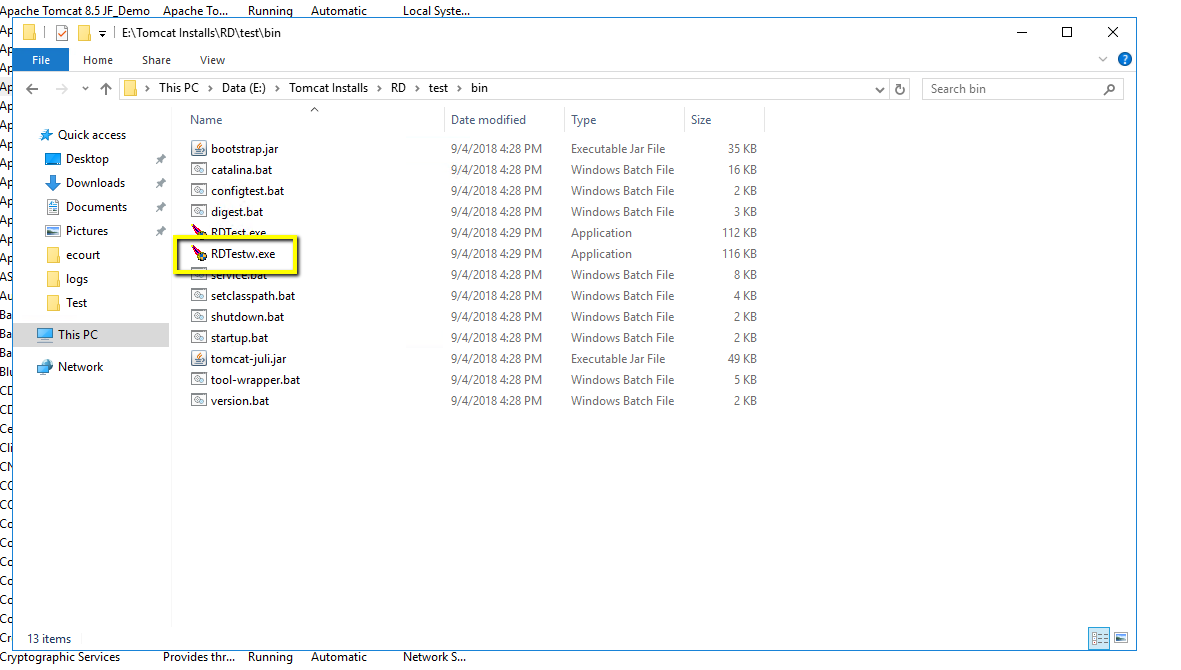 Apache Tomcat 8.5 JF_Demo Apache To... Running Automatic Local Syste...
E:\Tomcat Installs\RD\test\bin
File Home Share View
This PC Data (E:) Tomcat Installs RD test bin Search bin
Name Date modified Type Size
Quick access
Desktop
Downloads
Documents
Pictures
ecourt
logs
Test
This PC
Network
bootstrap.jar 9/4/2018 4:28 PM Executable Jar File 35 KB
catalina.bat 9/4/2018 4:28 PM Windows Batch File 16 KB
configtest.bat 9/4/2018 4:28 PM Windows Batch File 2 KB
digest.bat 9/4/2018 4:28 PM Windows Batch File 3 KB
RDTest.exe 9/4/2018 4:29 PM Application 112 KB
RDTestw.exe 9/4/2018 4:29 PM Application 116 KB
service.bat 9/4/2018 4:28 PM Windows Batch File 8 KB
setclasspath.bat 9/4/2018 4:28 PM Windows Batch File 4 KB
shutdown.bat 9/4/2018 4:28 PM Windows Batch File 2 KB
startup.bat 9/4/2018 4:28 PM Windows Batch File 2 KB
tomcat-juli.jar 9/4/2018 4:28 PM Executable Jar File 49 KB
tool-wrapper.bat 9/4/2018 4:28 PM Windows Batch File 5 KB
version.bat 9/4/2018 4:28 PM Windows Batch File 2 KB
13 items
Cryptographic Services Provides thr... Running Automatic Network S...